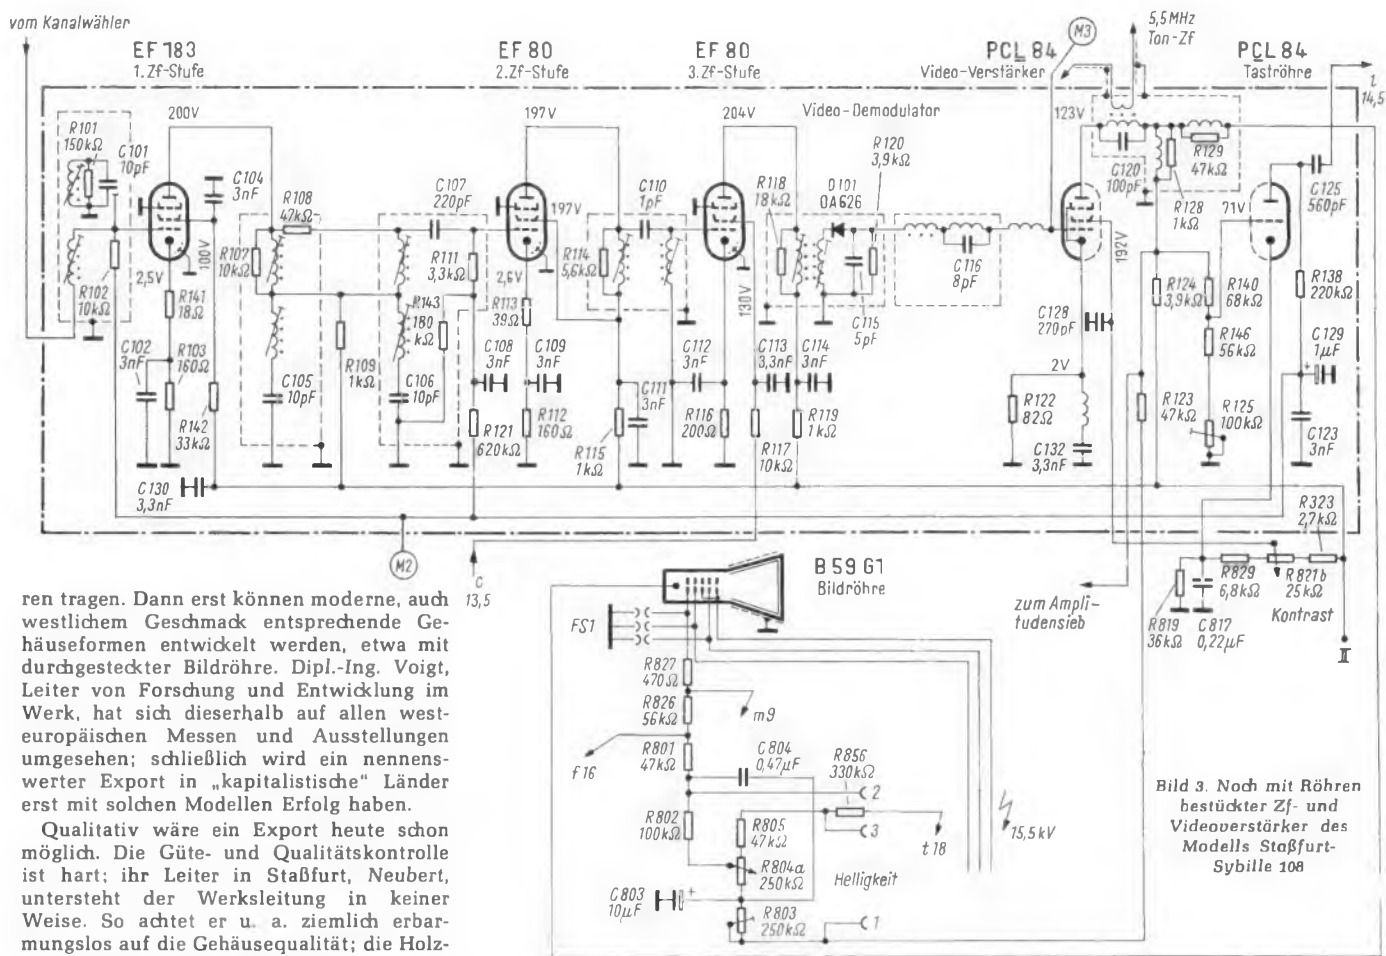 vom Kanalwähler
EF 183
1. Zf-Stufe
EF 80
2. Zf-Stufe
EF 80
3. Zf-Stufe
M3
5,5 MHz
Ton-Zf
PCL 84
Video-Verstärker
PCL 84
Taströhre
l
14,5
200V
197V
204V
Video-Demodulator
123V
R101
150kΩ
C101
10pF
C104
3nF
R108
47kΩ
C107
220pF
197V
C110
1pF
R118
18kΩ
D101
OA626
R120
3,9kΩ
C120
100pF
R129
47kΩ
R128
1kΩ
C125
560pF
71V
192V
100V
R102
10kΩ
2,5V
R141
18Ω
R107
10kΩ
R111
3,3kΩ
2,6V
R113
39Ω
R114
5,6kΩ
130V
C116
8pF
C115
5pF
C128
270pF
R124
3,9kΩ
R140
68kΩ
R138
220kΩ
R143
180
kΩ
C102
3nF
R103
160Ω
R109
1kΩ
C105
10pF
C106
10pF
C108
3nF
C109
3nF
C112
3nF
C113
3,3nF
C114
3nF
C111
3nF
2V
R122
82Ω
R146
56kΩ
C129
1µF
+
R123
47kΩ
R125
100kΩ
R142
33kΩ
R121
620kΩ
R112
160Ω
R115
1kΩ
R116
200Ω
R117
10kΩ
R119
1kΩ
C132
3,3nF
C123
3nF
C130
3,3nF
R323
2,7kΩ
M2
C
13,5
B 59 G1
Bildröhre
zum Ampli-
tudensieb
R819
36kΩ
C817
0,22µF
R829
6,8kΩ
R821b
25kΩ
Kontrast
II
FS1
R827
470Ω
R826
56kΩ
m9
f16
R801
47kΩ
C804
0,47µF
R856
330kΩ
2
3
R802
100kΩ
R805
47kΩ
t18
15,5kV
R804a
250kΩ
Helligkeit
C803
10µF
+
R803
250kΩ
1
ren tragen. Dann erst können moderne, auch
westlichem Geschmack entsprechende Ge-
häuseformen entwickelt werden, etwa mit
durchgesteckter Bildröhre. Dipl.-Ing. Voigt,
Leiter von Forschung und Entwicklung im
Werk, hat sich dieserhalb auf allen west-
europäischen Messen und Ausstellungen
umgesehen; schließlich wird ein nennens-
werter Export in „kapitalistische“ Länder
erst mit solchen Modellen Erfolg haben.
Qualitativ wäre ein Export heute schon
möglich. Die Güte- und Qualitätskontrolle
ist hart; ihr Leiter in Staßfurt, Neubert,
untersteht der Werksleitung in keiner
Weise. So achtet er u. a. ziemlich erbar-
mungslos auf die Gehäusequalität; die Holz-
Bild 3. Noch mit Röhren
bestückter Zf- und
Videoverstärker des
Modells Staßfurt-
Sybille 108